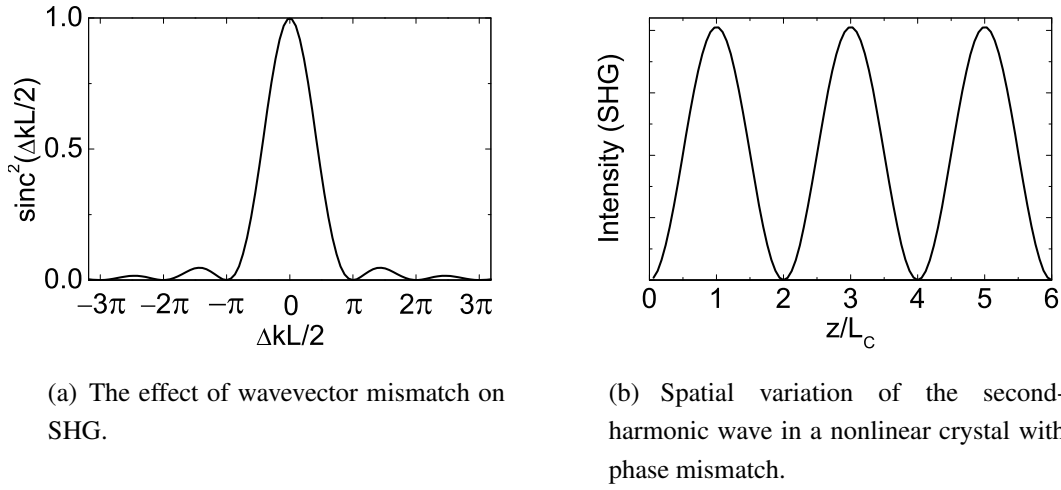 1.0
0.5
0.0
sinc²(ΔkL/2)
−3π −2π −π 0 π 2π 3π
ΔkL/2
(a) The effect of wavevector mismatch on
SHG.
Intensity (SHG)
0 1 2 3 4 5 6
z/L_C
(b) Spatial variation of the second-
harmonic wave in a nonlinear crystal with
phase mismatch.